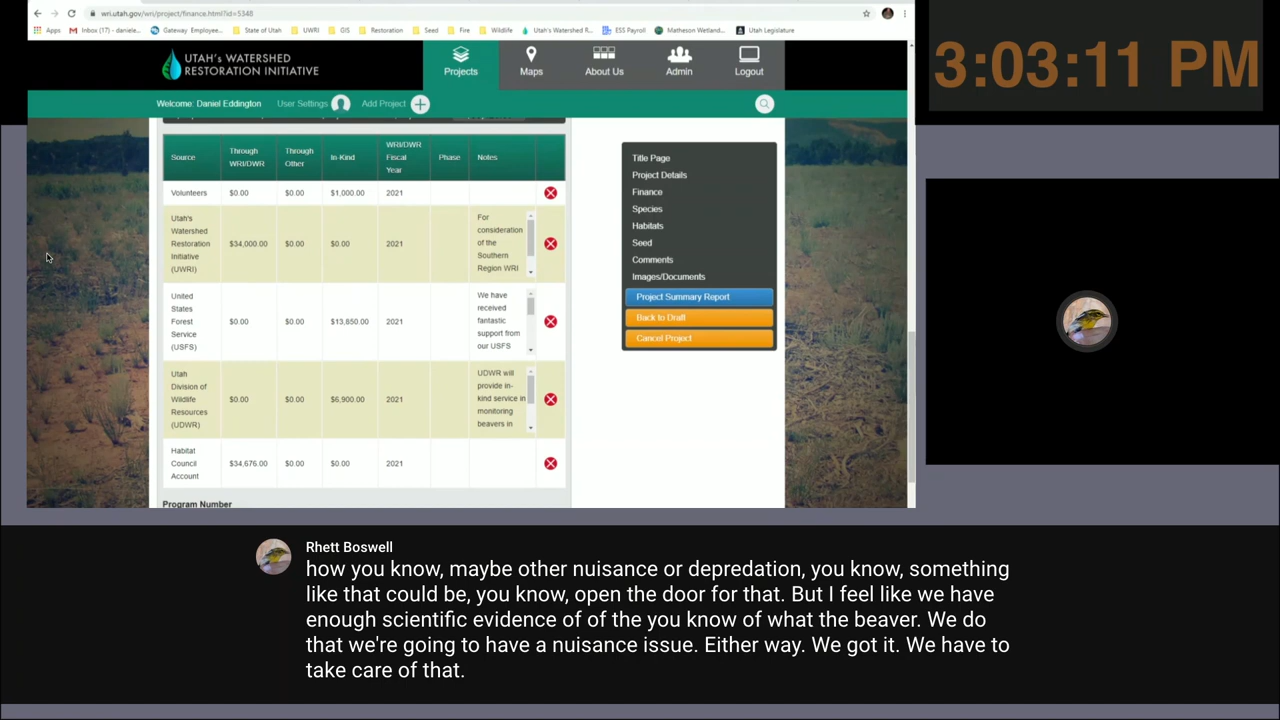 wri.utah.gov/wri/project/finance.html?id=5348
Apps Inbox (17) - daniele... Gateway Employee... State of Utah UWRI GIS Restoration Seed Fire Wildlife Utah's Watershed R... ESS Payroll Matheson Wetland... Utah Legislature
3:03:11 PM
UTAH'S WATERSHED
RESTORATION INITIATIVE
Projects Maps About Us Admin Logout
Welcome: Daniel Eddington User Settings Add Project
Source Through WRI/DWR Through Other In-Kind WRI/DWR Fiscal Year Phase Notes
Volunteers $0.00 $0.00 $1,000.00 2021
Utah's
Watershed
Restoration
Initiative
(UWRI)
$34,000.00 $0.00 $0.00 2021
For
consideration
of the
Southern
Region WRI
United
States
Forest
Service
(USFS)
$0.00 $0.00 $13,850.00 2021
We have
received
fantastic
support from
our USFS
Utah
Division of
Wildlife
Resources
(UDWR)
$0.00 $0.00 $6,900.00 2021
UDWR will
provide in-
kind service in
monitoring
beavers in
Habitat
Council
Account
$34,676.00 $0.00 $0.00 2021
Program Number
Title Page
Project Details
Finance
Species
Habitats
Seed
Comments
Images/Documents
Project Summary Report
Back to Draft
Cancel Project
Rhett Boswell
how you know, maybe other nuisance or depredation, you know, something
like that could be, you know, open the door for that. But I feel like we have
enough scientific evidence of of the you know of what the beaver. We do
that we're going to have a nuisance issue. Either way. We got it. We have to
take care of that.